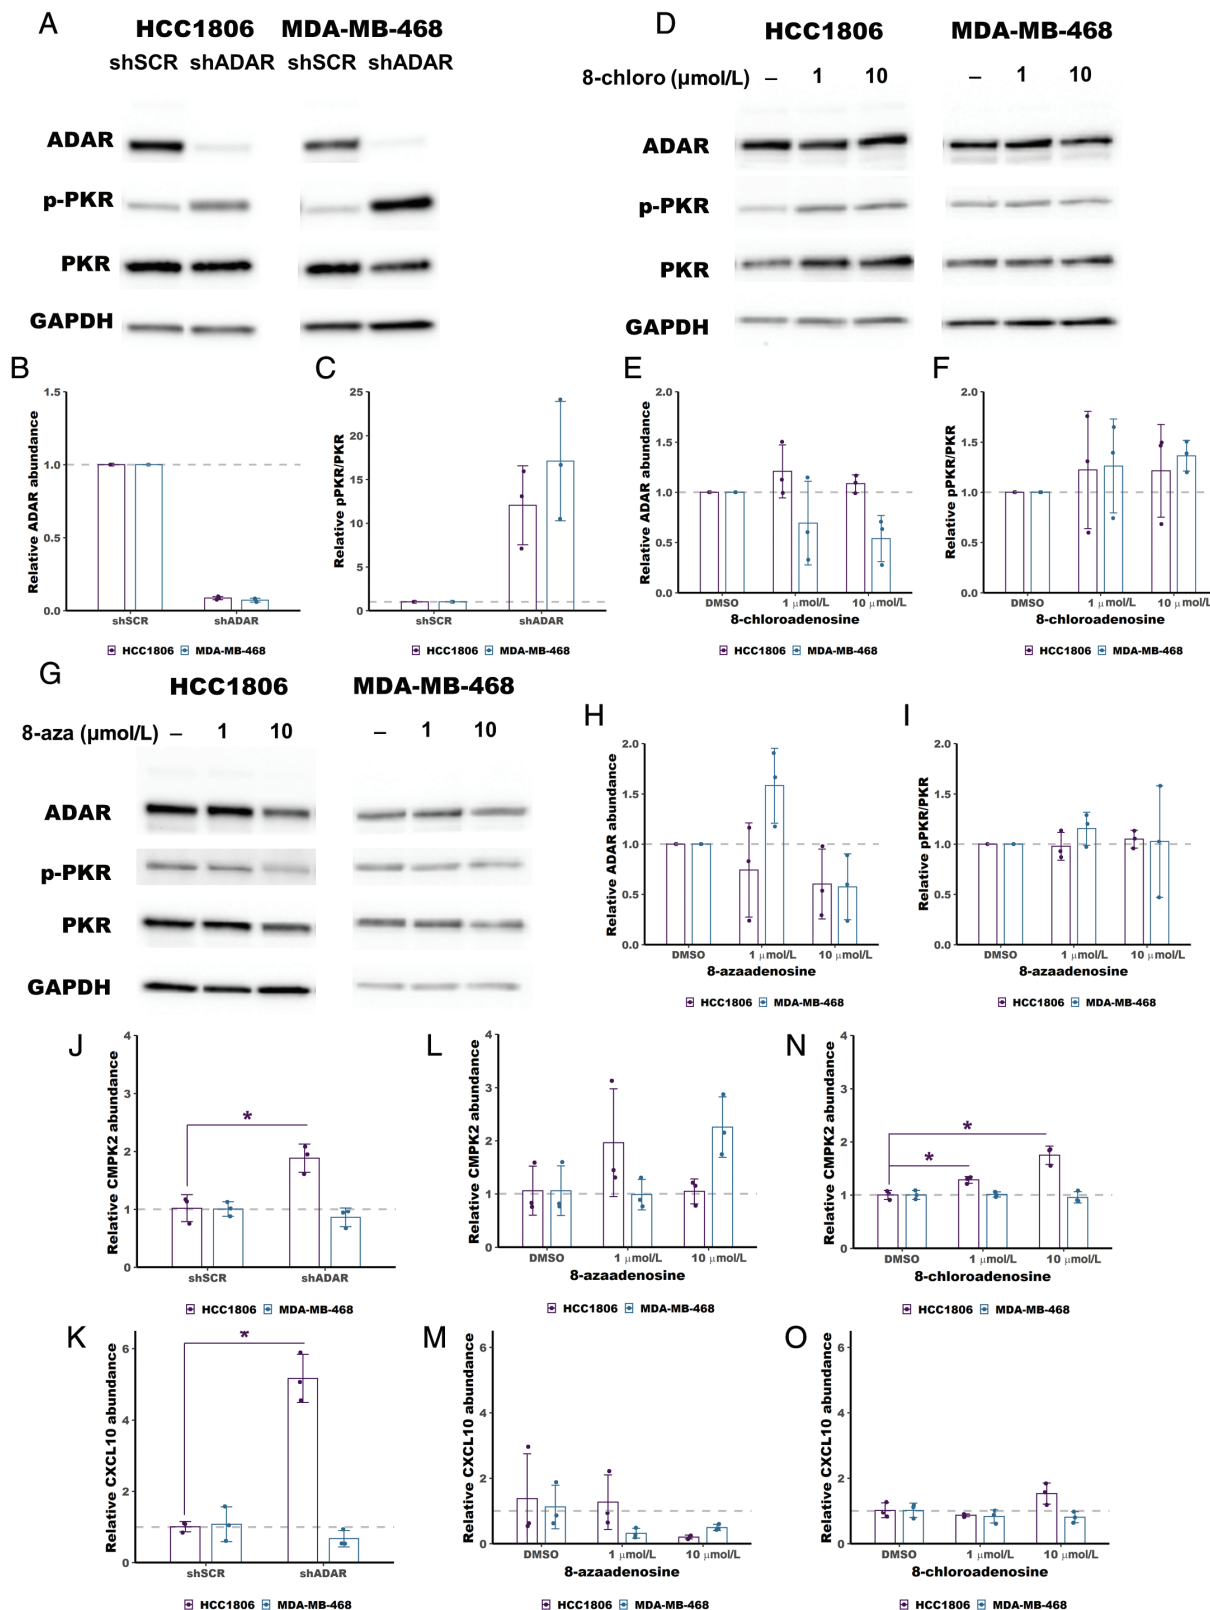 A
HCC1806 MDA-MB-468
shSCR shADAR shSCR shADAR
ADAR
p-PKR
PKR
GAPDH
D
HCC1806 MDA-MB-468
8-chloro (μmol/L) – 1 10 – 1 10
ADAR
p-PKR
PKR
GAPDH
B
Relative ADAR abundance
1.5
1.0
0.5
0.0
shSCR shADAR
HCC1806 MDA-MB-468
C
Relative pPKR/PKR
25
20
15
10
5
0
shSCR shADAR
HCC1806 MDA-MB-468
E
Relative ADAR abundance
2.0
1.5
1.0
0.5
0.0
DMSO 1 μmol/L 10 μmol/L
8-chloroadenosine
HCC1806 MDA-MB-468
F
Relative pPKR/PKR
2.0
1.5
1.0
0.5
0.0
DMSO 1 μmol/L 10 μmol/L
8-chloroadenosine
HCC1806 MDA-MB-468
G
HCC1806 MDA-MB-468
8-aza (μmol/L) – 1 10 – 1 10
ADAR
p-PKR
PKR
GAPDH
H
Relative ADAR abundance
2.0
1.5
1.0
0.5
0.0
DMSO 1 μmol/L 10 μmol/L
8-azaadenosine
HCC1806 MDA-MB-468
I
Relative pPKR/PKR
2.0
1.5
1.0
0.5
0.0
DMSO 1 μmol/L 10 μmol/L
8-azaadenosine
HCC1806 MDA-MB-468
J
Relative CMPK2 abundance
4
3
2
1
0
*
shSCR shADAR
HCC1806 MDA-MB-468
L
Relative CMPK2 abundance
4
3
2
1
0
DMSO 1 μmol/L 10 μmol/L
8-azaadenosine
HCC1806 MDA-MB-468
N
Relative CMPK2 abundance
4
3
2
1
0
*
*
DMSO 1 μmol/L 10 μmol/L
8-chloroadenosine
HCC1806 MDA-MB-468
K
Relative CXCL10 abundance
6
4
2
0
*
shSCR shADAR
HCC1806 MDA-MB-468
M
Relative CXCL10 abundance
6
4
2
0
DMSO 1 μmol/L 10 μmol/L
8-azaadenosine
HCC1806 MDA-MB-468
O
Relative CXCL10 abundance
6
4
2
0
DMSO 1 μmol/L 10 μmol/L
8-chloroadenosine
HCC1806 MDA-MB-468